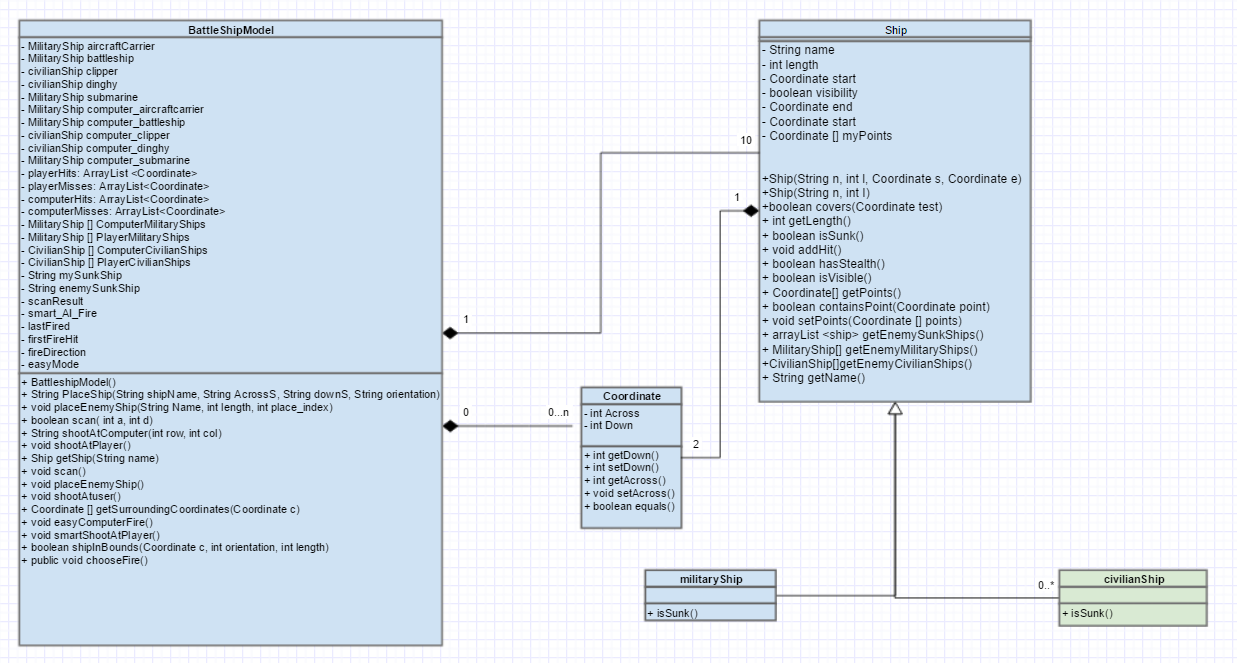 BattleShipModel
- MilitaryShip aircraftCarrier
- MilitaryShip battleship
- civilianShip clipper
- civilianShip dinghy
- MilitaryShip submarine
- MilitaryShip computer_aircraftcarrier
- MilitaryShip computer_battleship
- civilianShip computer_clipper
- civilianShip computer_dinghy
- MilitaryShip computer_submarine
- playerHits: ArrayList <Coordinate>
- playerMisses: ArrayList<Coordinate>
- computerHits: ArrayList<Coordinate>
- computerMisses: ArrayList<Coordinate>
- MilitaryShip [] ComputerMilitaryShips
- MilitaryShip [] PlayerMilitaryShips
- CivilianShip [] ComputerCivilianShips
- CivilianShip [] PlayerCivilianShips
- String mySunkShip
- String enemySunkShip
- scanResult
- smart_AI_Fire
- lastFired
- firstFireHit
- fireDirection
- easyMode
+ BattleshipModel()
+ String PlaceShip(String shipName, String AcrossS, String downS, String orientation)
+ void placeEnemyShip(String Name, int length, int place_index)
+ boolean scan( int a, int d)
+ String shootAtComputer(int row, int col)
+ void shootAtPlayer()
+ Ship getShip(String name)
+ void scan()
+ void placeEnemyShip()
+ void shootAtuser()
+ Coordinate [] getSurroundingCoordinates(Coordinate c)
+ void easyComputerFire()
+ void smartShootAtPlayer()
+ boolean shipInBounds(Coordinate c, int orientation, int length)
+ public void chooseFire()
1
10
0
0...n
Coordinate
- int Across
- int Down
+ int getDown()
+ int setDown()
+ int getAcross()
+ void setAcross()
+ boolean equals()
2
1
Ship
- String name
- int length
- Coordinate start
- boolean visibility
- Coordinate end
- Coordinate start
- Coordinate [] myPoints
+Ship(String n, int l, Coordinate s, Coordinate e)
+Ship(String n, int l)
+boolean covers(Coordinate test)
+ int getLength()
+ boolean isSunk()
+ void addHit()
+ boolean hasStealth()
+ boolean isVisible()
+ Coordinate[] getPoints()
+ boolean containsPoint(Coordinate point)
+ void setPoints(Coordinate [] points)
+ arrayList <ship> getEnemySunkShips()
+ MilitaryShip[] getEnemyMilitaryShips()
+CivilianShip[]getEnemyCivilianShips()
+ String getName()
militaryShip
+ isSunk()
0..*
civilianShip
+ isSunk()